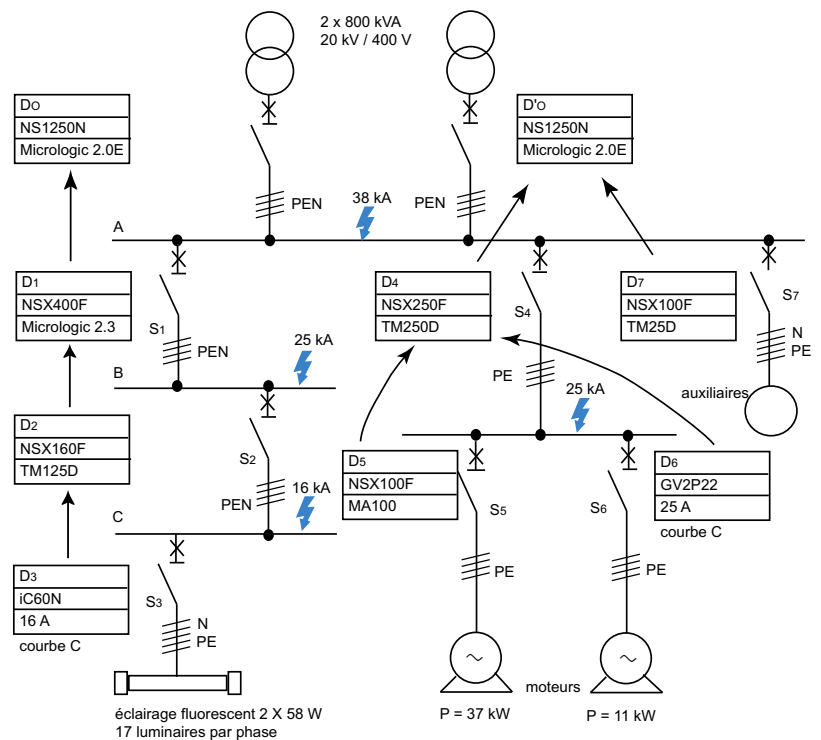 2 x 800 kVA
20 kV / 400 V
Do
NS1250N
Micrologic 2.0E
D'o
NS1250N
Micrologic 2.0E
PEN
38 kA
PEN
A
D1
NSX400F
Micrologic 2.3
S1
PEN
D4
NSX250F
TM250D
S4
PE
D7
NSX100F
TM25D
S7
N
PE
auxiliaires
25 kA
B
25 kA
D2
NSX160F
TM125D
S2
PEN
16 kA
D5
NSX100F
MA100
S5
PE
S6
PE
D6
GV2P22
25 A
courbe C
C
D3
iC60N
16 A
courbe C
S3
N
PE
~
~
moteurs
P = 37 kW
P = 11 kW
éclairage fluorescent 2 X 58 W
17 luminaires par phase